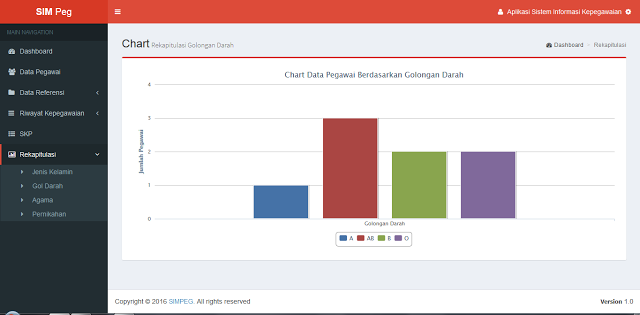 SIM Peg
Aplikasi Sistem Informasi Kepegawaian
MAIN NAVIGATION
Dashboard
Data Pegawai
Data Referensi
Riwayat Kepegawaian
SKP
Rekapitulasi
Jenis Kelamin
Gol Darah
Agama
Pernikahan
Chart Rekapitulasi Golongan Darah
Dashboard
Rekapitulasi
Chart Data Pegawai Berdasarkan Golongan Darah
Jumlah Pegawai
4
3
2
1
0
Golongan Darah
A AB B O
Copyright © 2016 SIMPEG. All rights reserved
Version 1.0